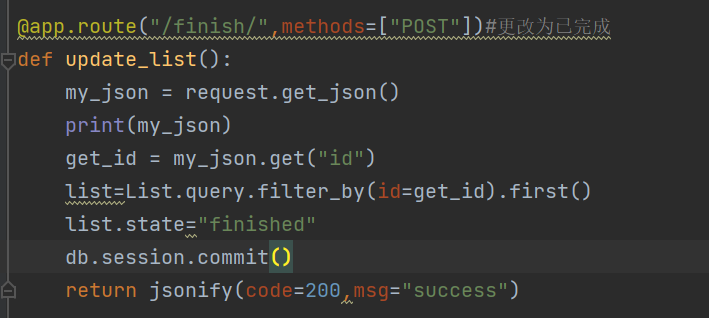 @app.route("/finish/",methods=["POST"])#更改为已完成
def update_list():
    my_json = request.get_json()
    print(my_json)
    get_id = my_json.get("id")
    list=List.query.filter_by(id=get_id).first()
    list.state="finished"
    db.session.commit()
    return jsonify(code=200,msg="success")